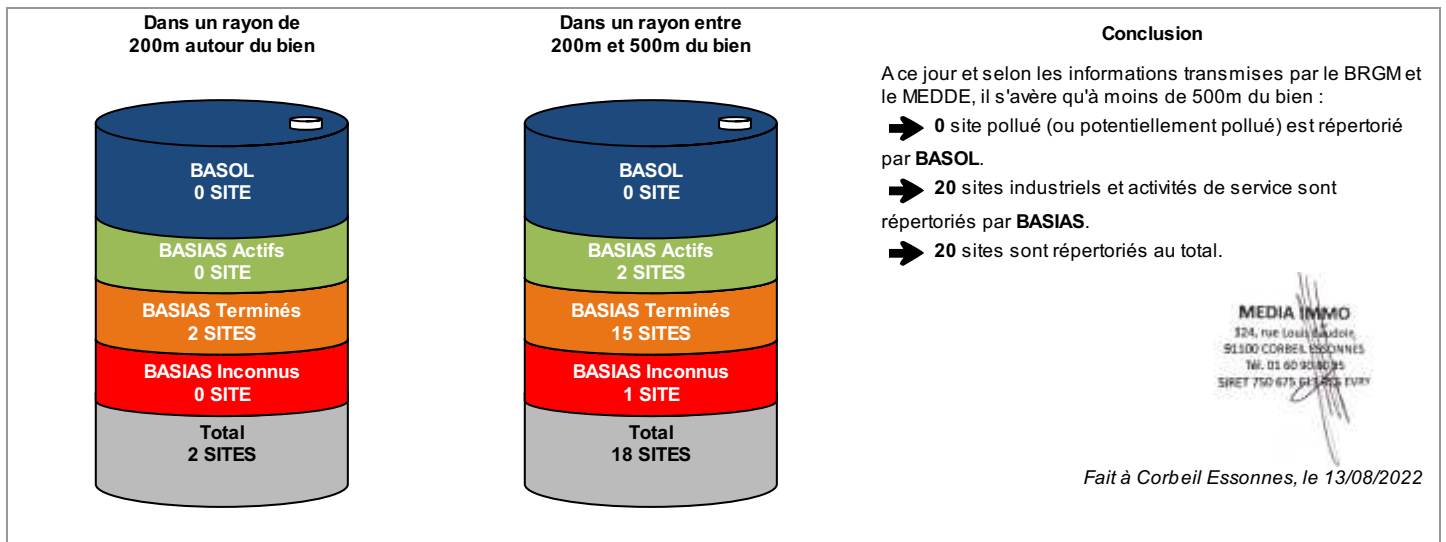 Dans un rayon de
200m autour du bien
BASOL
0 SITE
BASIAS Actifs
0 SITE
BASIAS Terminés
2 SITES
BASIAS Inconnus
0 SITE
Total
2 SITES
Dans un rayon entre
200m et 500m du bien
BASOL
0 SITE
BASIAS Actifs
2 SITES
BASIAS Terminés
15 SITES
BASIAS Inconnus
1 SITE
Total
18 SITES
Conclusion
A ce jour et selon les informations transmises par le BRGM et
le MEDDE, il s'avère qu'à moins de 500m du bien :
0 site pollué (ou potentiellement pollué) est répertorié
par BASOL.
20 sites industriels et activités de service sont
répertoriés par BASIAS.
20 sites sont répertoriés au total.
MEDIA IMMO
324, rue Louis
91100 CORBEIL ESSONNES
Tél. 01 60 90
SIRET 750 675 EVRY
Fait à Corbeil Essonnes, le 13/08/2022